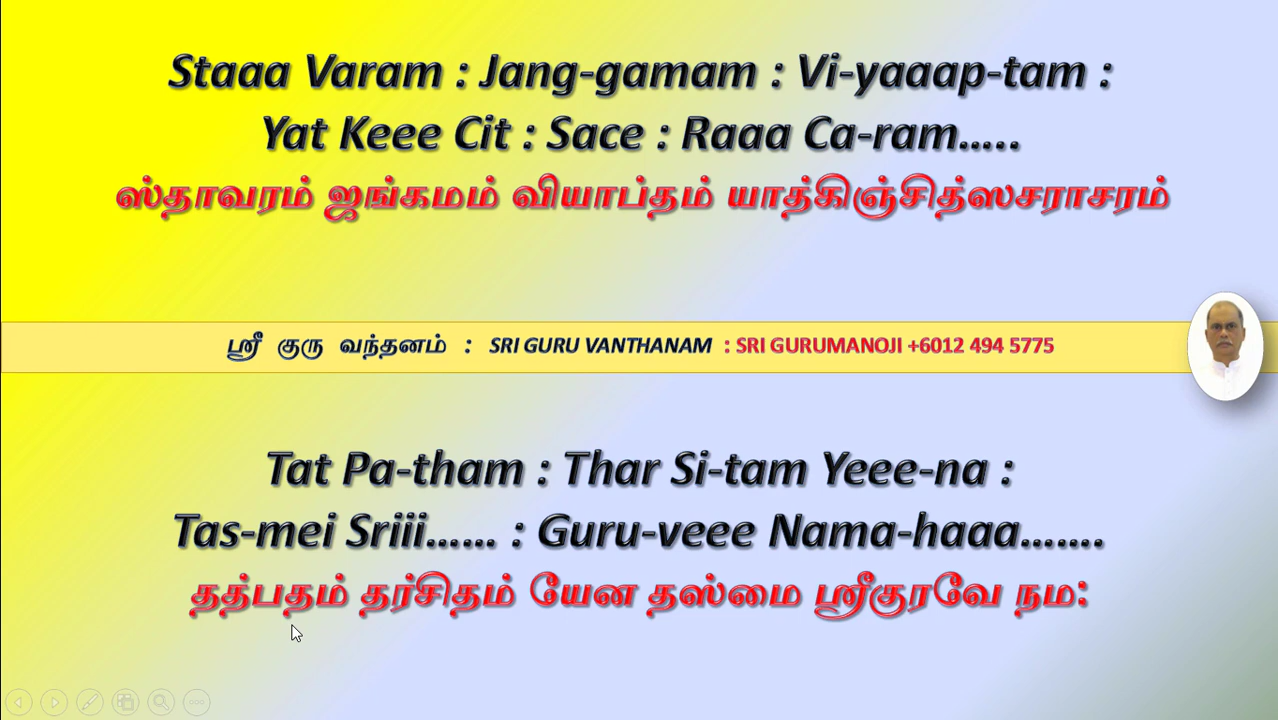 Staaa Varam : Jang-gamam : Vi-yaaap-tam :
Yat Keee Cit : Sace : Raaa Ca-ram.....
ஸ்தாவரம் ஜங்கமம் வியாப்தம் யாத்கிஞ்சித்ஸசராசரம்
ஸ்ரீ குரு வந்தனம் : SRI GURU VANTHANAM : SRI GURUMANOJI +6012 494 5775
Tat Pa-tham : Thar Si-tam Yeee-na :
Tas-mei Sriii...... : Guru-veee Nama-haaa.......
தத்பதம் தர்சிதம் யேன தஸ்மை ஸ்ரீகுரவே நம: